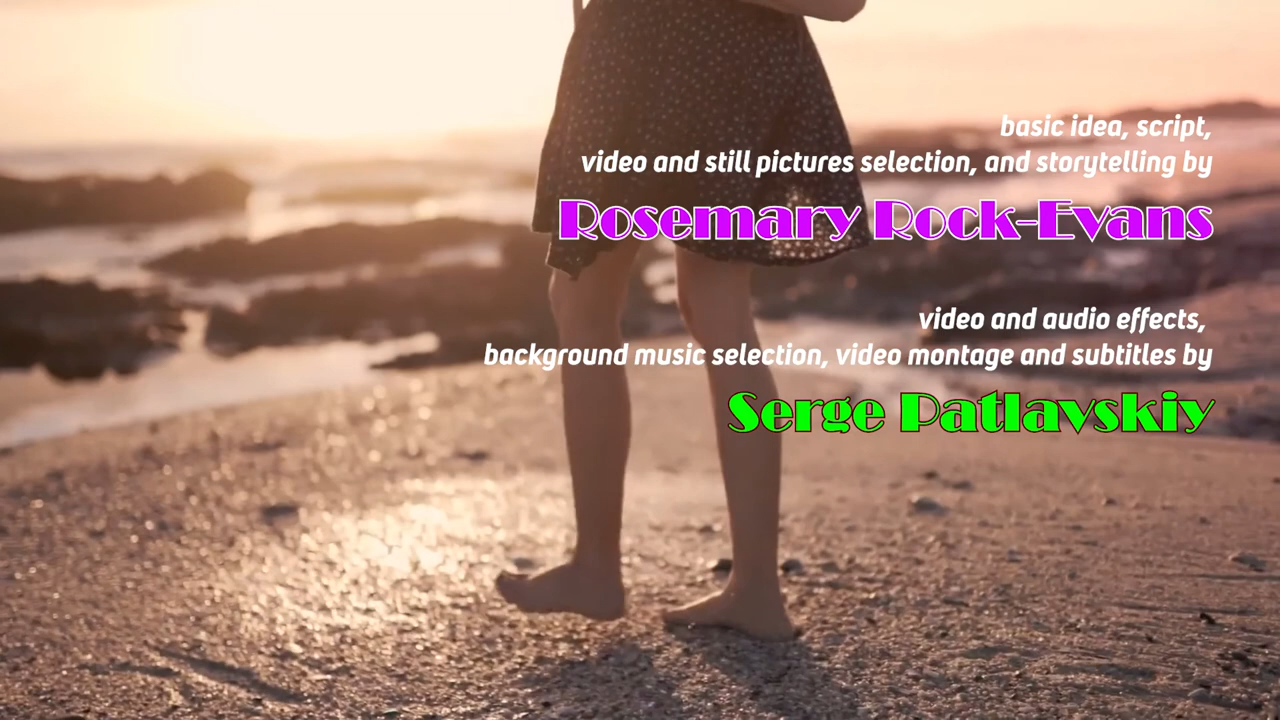 basic idea, script,
video and still pictures selection, and storytelling by
Rosemary Rock-Evans
video and audio effects,
background music selection, video montage and subtitles by
Serge Patlavskiy